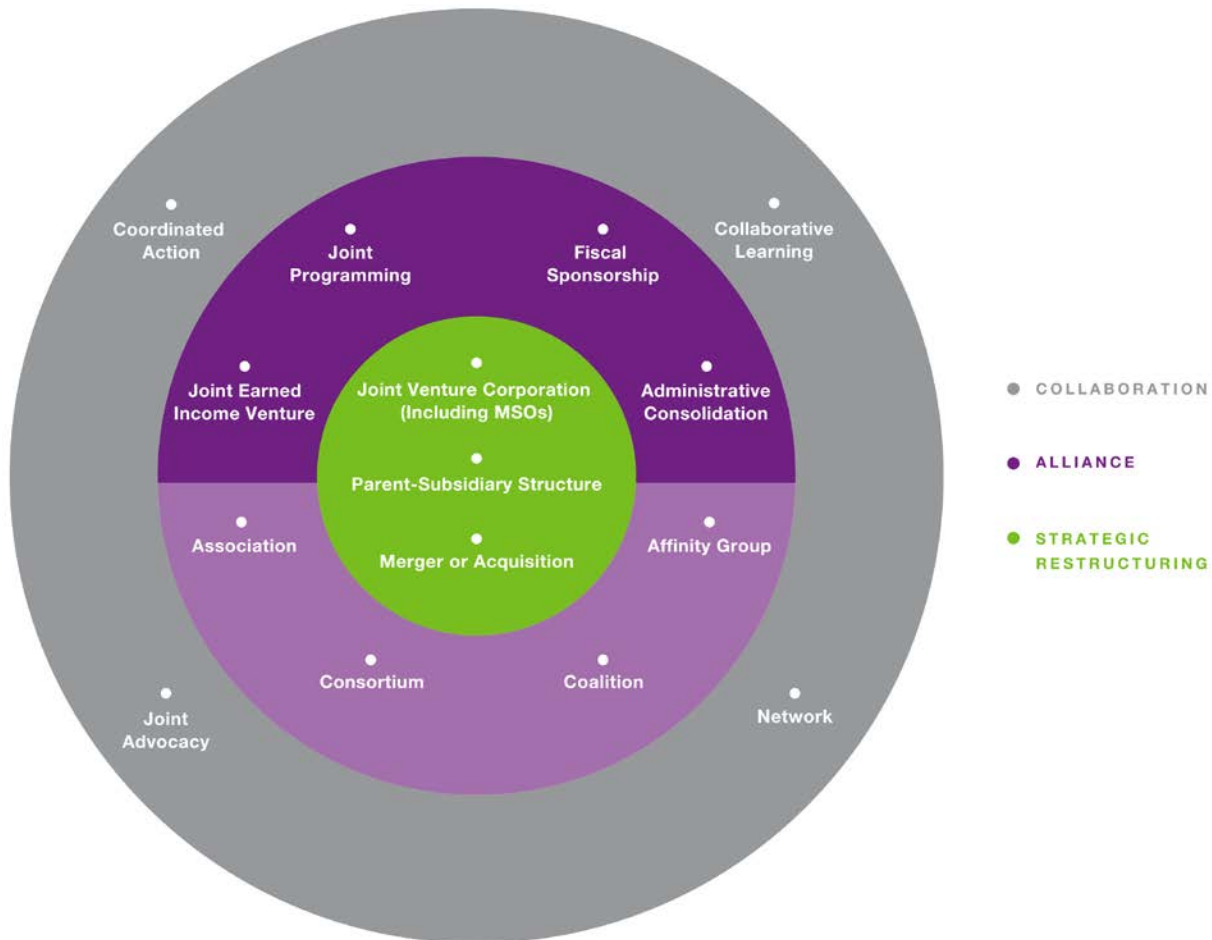 Coordinated
Action
Joint
Programming
Fiscal
Sponsorship
Collaborative
Learning
Joint Earned
Income Venture
Joint Venture Corporation
(Including MSOs)
Administrative
Consolidation
Parent-Subsidiary Structure
Association
Merger or Acquisition
Affinity Group
Consortium
Coalition
Joint
Advocacy
Network
COLLABORATION
ALLIANCE
STRATEGIC
RESTRUCTURING